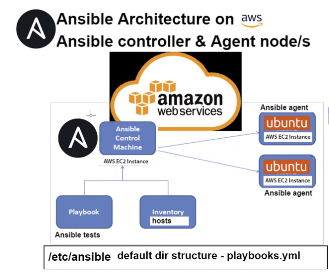 Ansible Architecture on aws
Ansible controller & Agent node/s
amazon
webservices
Ansible agent
ubuntu
AWS EC2 Instance
Ansible
Control
Machine
AWS EC2 Instance
ubuntu
AWS EC2 Instance
Ansible agent
Playbook
Inventory
hosts
Ansible tests
/etc/ansible default dir structure - playbooks.yml